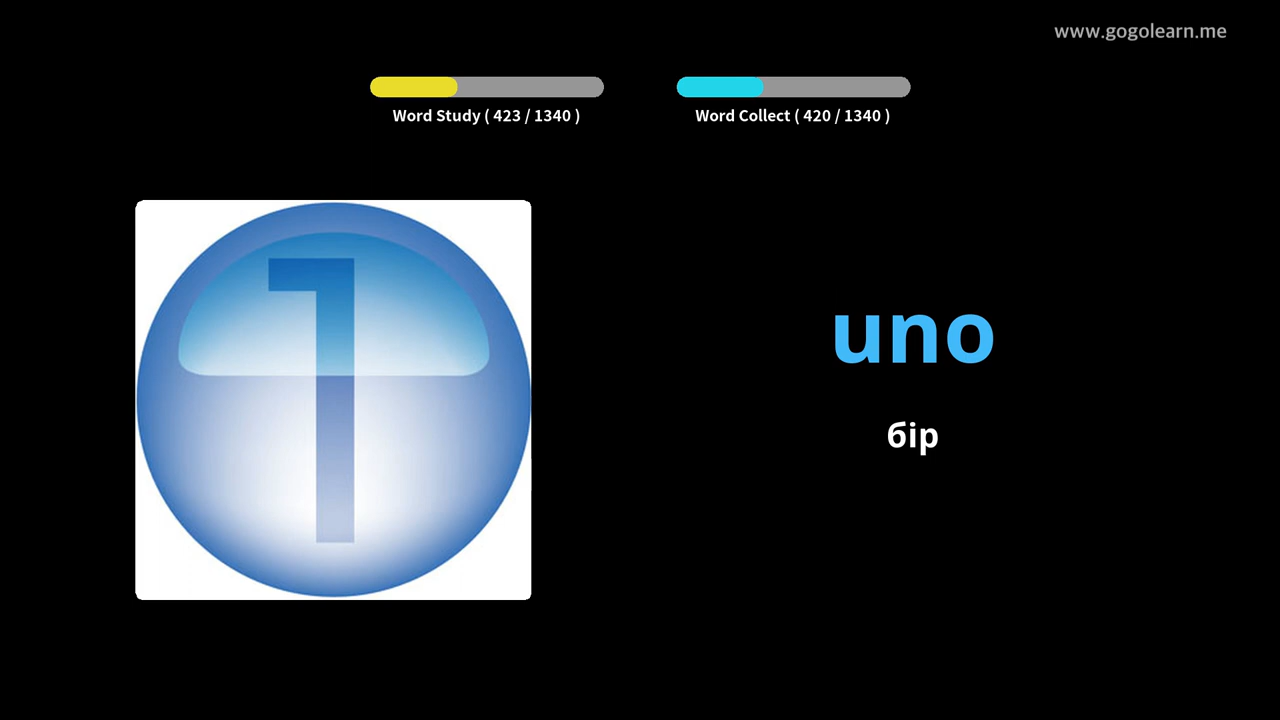 www.gogolearn.me
Word Study ( 423 / 1340 )
Word Collect ( 420 / 1340 )
1
uno
бір